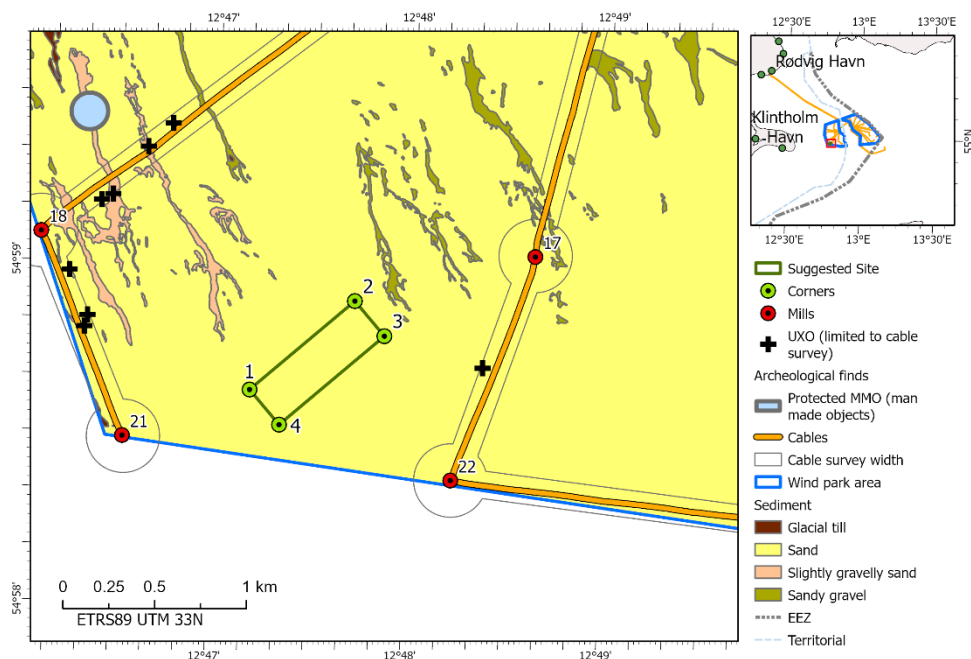 12°47' 12°48' 12°49'
18
17
54°59'
2
3
1
4
21
22
54°58'
0 0.25 0.5 1 km
ETRS89 UTM 33N
12°47' 12°48' 12°49'
12°30' 13°E 13°30'E
Rødvig Havn
Klintholm
Havn
55°N
12°30'E 13°E 13°30'E
Suggested Site
Corners
Mills
UXO (limited to cable
survey)
Archeological finds
Protected MMO (man
made objects)
Cables
Cable survey width
Wind park area
Sediment
Glacial till
Sand
Slightly gravelly sand
Sandy gravel
EEZ
Territorial